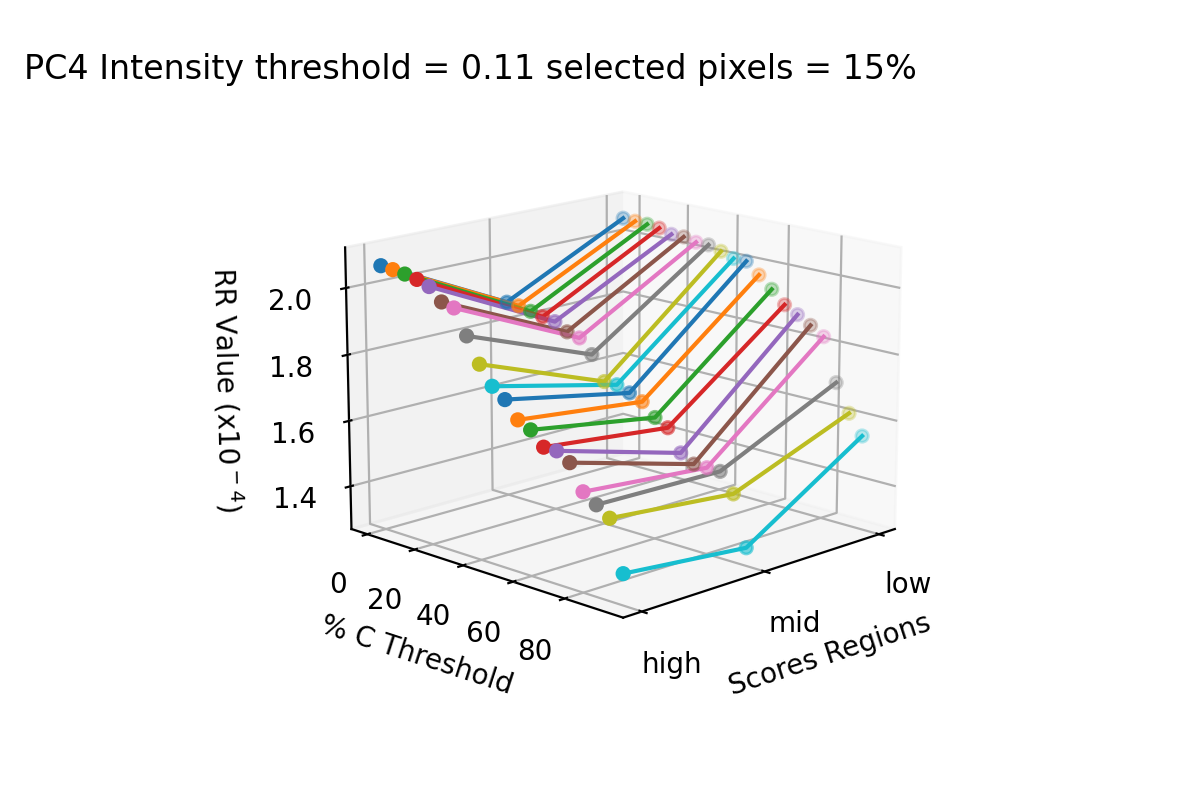 PC4 Intensity threshold = 0.11 selected pixels = 15%
RR Value (x10⁻⁴)
2.0
1.8
1.6
1.4
0
20
40
60
80
% C Threshold
high
mid
low
Scores Regions